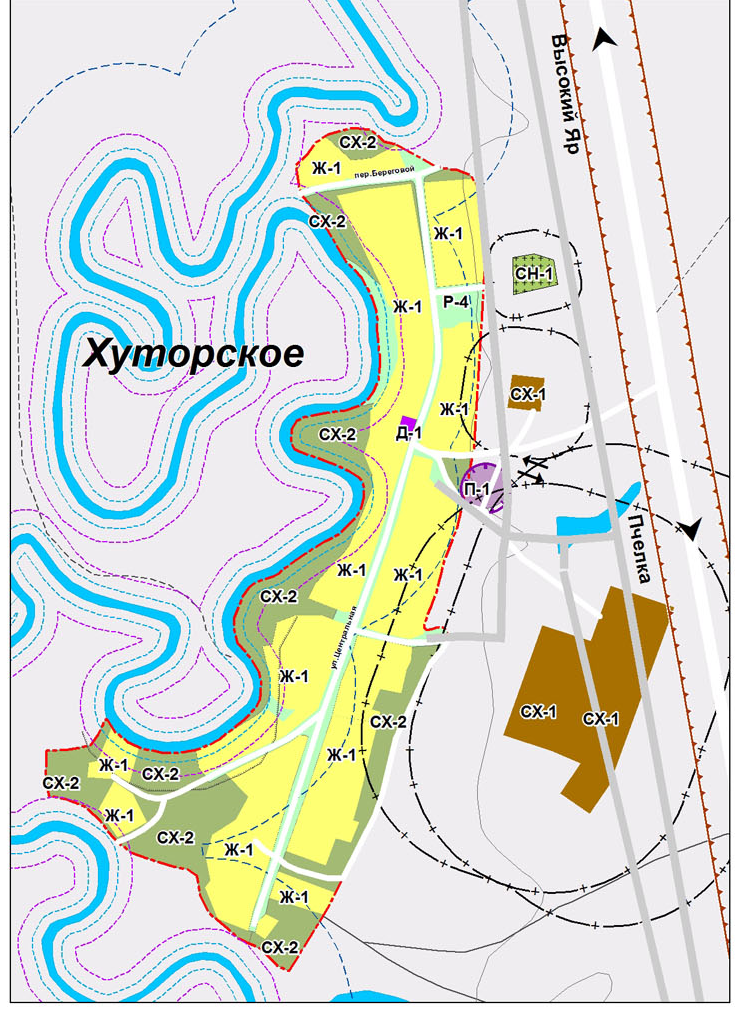 Высокий Яр
СХ-2
Ж-1
пер.Береговой
СХ-2
Ж-1
СН-1
Р-4
Ж-1
Хуторское
СХ-1
Ж-1
Д-1
СХ-2
П-1
Пчелка
Ж-1
Ж-1
СХ-2
ул.Центральная
Ж-1
СХ-1
СХ-1
СХ-2
Ж-1
Ж-1
СХ-2
СХ-2
Ж-1
СХ-2
Ж-1
Ж-1
СХ-2